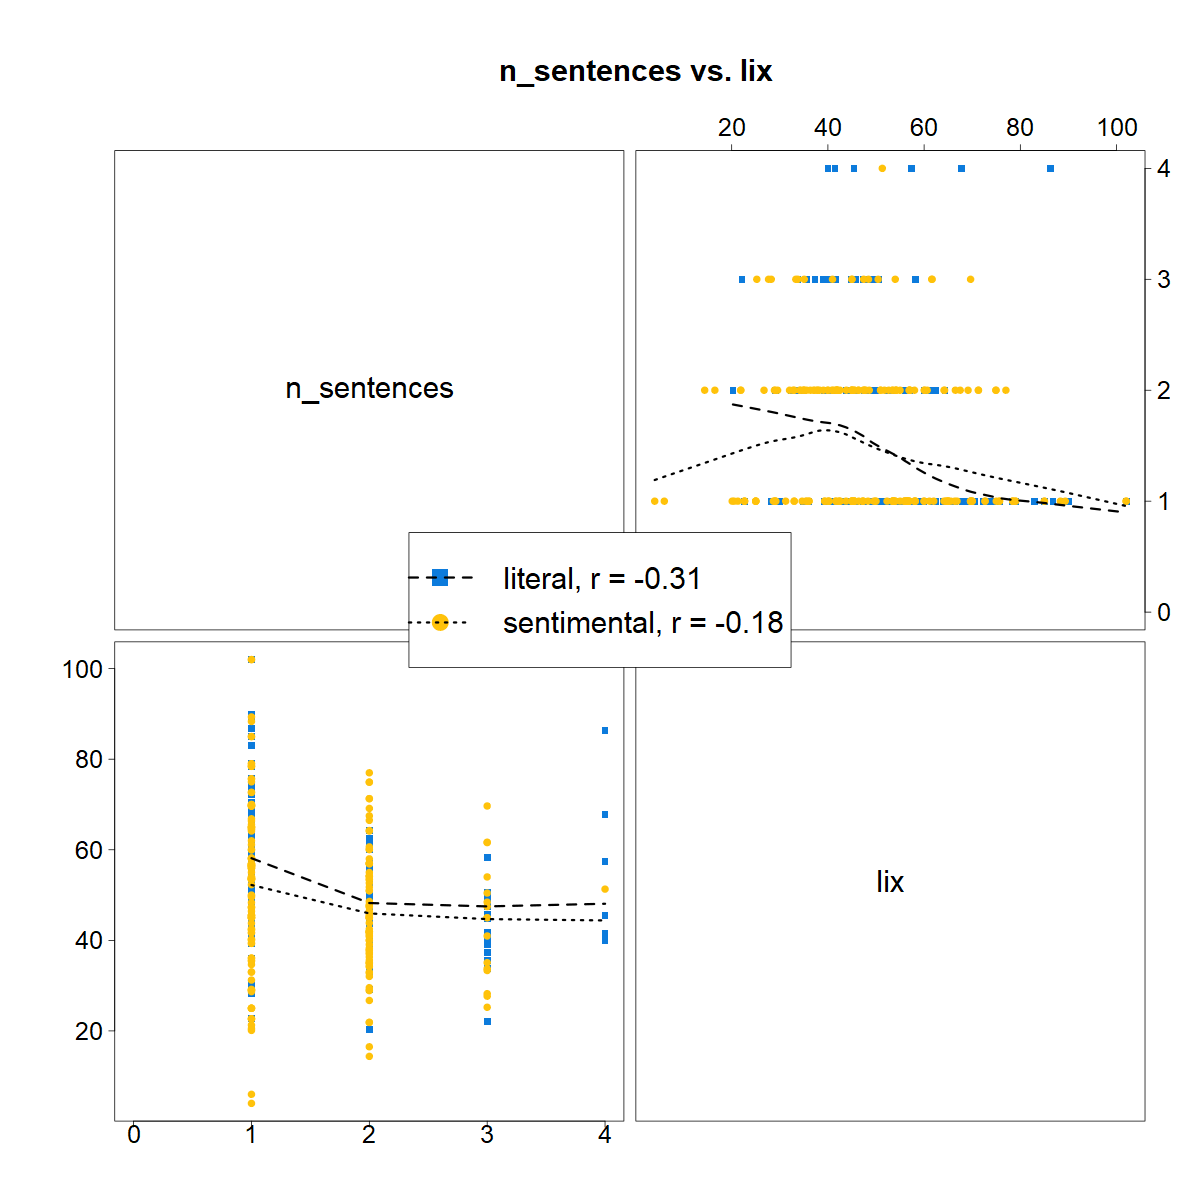 n_sentences vs. lix
20 40 60 80 100
4
3
n_sentences
2
1
literal, r = -0.31
sentimental, r = -0.18
0
100
80
60
lix
40
20
0 1 2 3 4